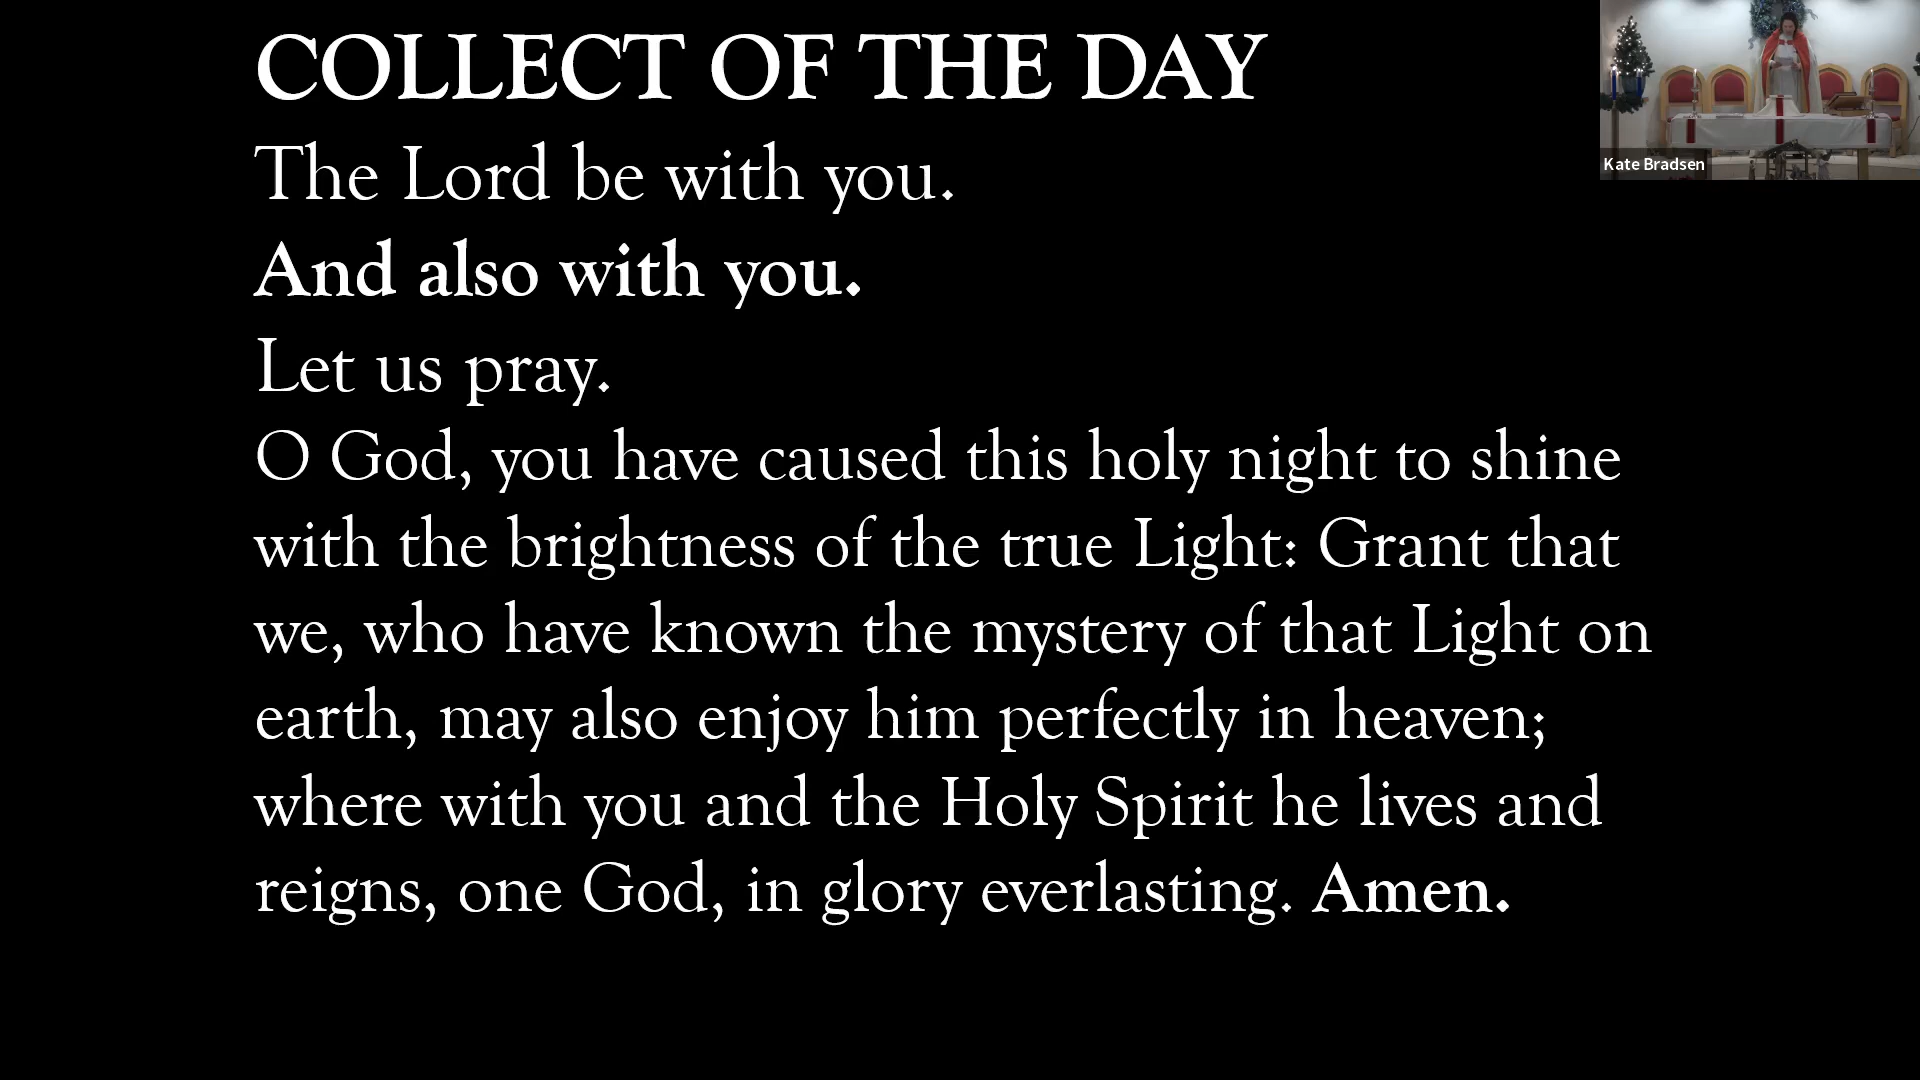 COLLECT OF THE DAY
The Lord be with you.
And also with you.
Let us pray.
O God, you have caused this holy night to shine
with the brightness of the true Light: Grant that
we, who have known the mystery of that Light on
earth, may also enjoy him perfectly in heaven;
where with you and the Holy Spirit he lives and
reigns, one God, in glory everlasting. Amen.
Kate Bradsen